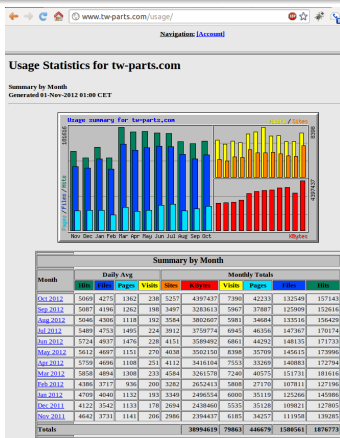 www.tw-parts.com/usage/
Navigation: [Account]
Usage Statistics for tw-parts.com
Summary by Month
Generated 01-Nov-2012 01:00 CET
Usage summary for tw-parts.com
Visits/Sites
181616
8398
Pages/Files/Hits
4397437
Nov Dec Jan Feb Mar Apr May Jun Jul Aug Sep Oct
KBytes
Summary by Month
Month Daily Avg Monthly Totals
Hits Files Pages Visits Sites KBytes Visits Pages Files Hits
Oct 2012 5069 4275 1362 238 5257 4397437 7390 42233 132549 157143
Sep 2012 5087 4196 1262 198 3497 3283613 5967 37887 125909 152616
Aug 2012 5046 4306 1118 192 3584 3802607 5981 34684 133516 156429
Jul 2012 5489 4753 1495 224 3912 3759774 6945 46356 147367 170174
Jun 2012 5724 4937 1476 228 4151 3589492 6861 44292 148135 171733
May 2012 5612 4697 1151 270 4038 3502150 8398 35709 145615 173996
Apr 2012 5759 4696 1108 251 4112 3416104 7553 33269 140883 172794
Mar 2012 5858 4894 1308 233 4584 3261578 7240 40575 151731 181616
Feb 2012 4386 3717 936 200 3282 2652413 5808 27170 107811 127196
Jan 2012 4709 4040 1132 193 3349 2496554 6000 35119 125266 145986
Dec 2011 4122 3542 1133 178 2694 2438460 5535 35128 109821 127805
Nov 2011 4642 3731 1141 206 2986 2394437 6185 34257 111958 139285
Totals 38994619 79863 446679 1580561 1876773